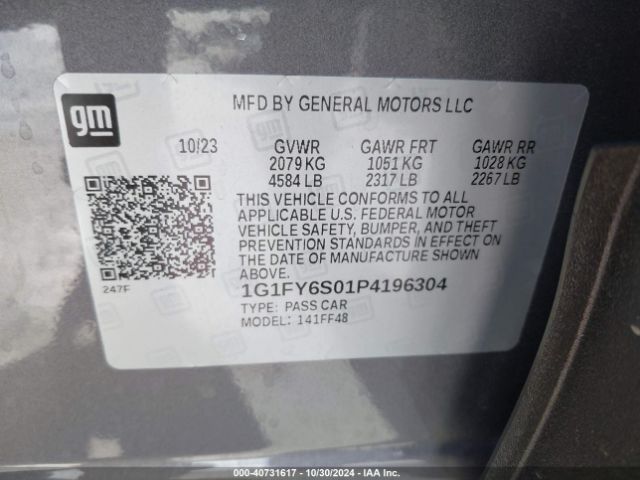 gm
MFD BY GENERAL MOTORS LLC
10/23 GVWR GAWR FRT GAWR RR
2079 KG 1051 KG 1028 KG
4584 LB 2317 LB 2267 LB
THIS VEHICLE CONFORMS TO ALL
APPLICABLE U.S. FEDERAL MOTOR
VEHICLE SAFETY, BUMPER, AND THEFT
PREVENTION STANDARDS IN EFFECT ON
THE DATE OF MANUFACTURE SHOWN
ABOVE.
247F
1G1FY6S01P4196304
TYPE: PASS CAR
MODEL: 141FF48
000-40731617 - 10/30/2024 - IAA Inc.